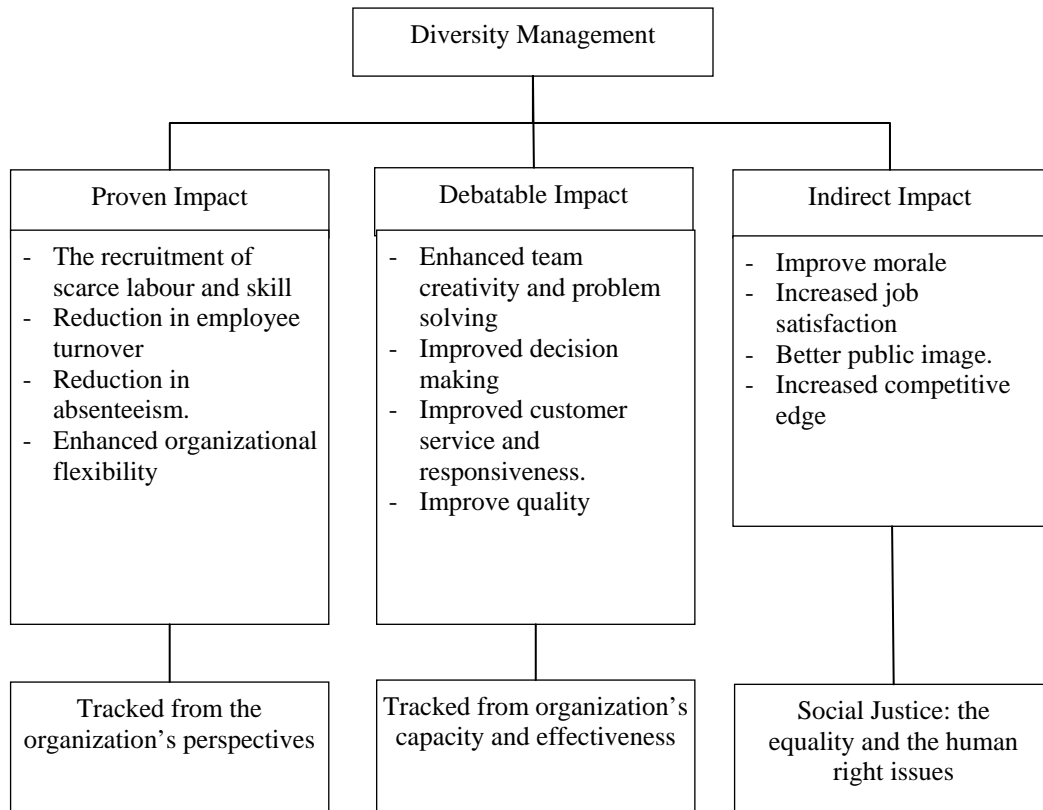 Diversity Management
Proven Impact
- The recruitment of
scarce labour and skill
- Reduction in employee
turnover
- Reduction in
absenteeism.
- Enhanced organizational
flexibility
Tracked from the
organization’s perspectives
Debatable Impact
- Enhanced team
creativity and problem
solving
- Improved decision
making
- Improved customer
service and
responsiveness.
- Improve quality
Tracked from organization’s
capacity and effectiveness
Indirect Impact
- Improve morale
- Increased job
satisfaction
- Better public image.
- Increased competitive
edge
Social Justice: the
equality and the human
right issues